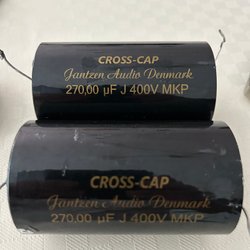 CROSS-CAP
Jantzen Audio Denmark
270,00 µF J 400V MKP
CROSS-CAP
Jantzen Audio Denmark
270,00 µF J 400V MKP